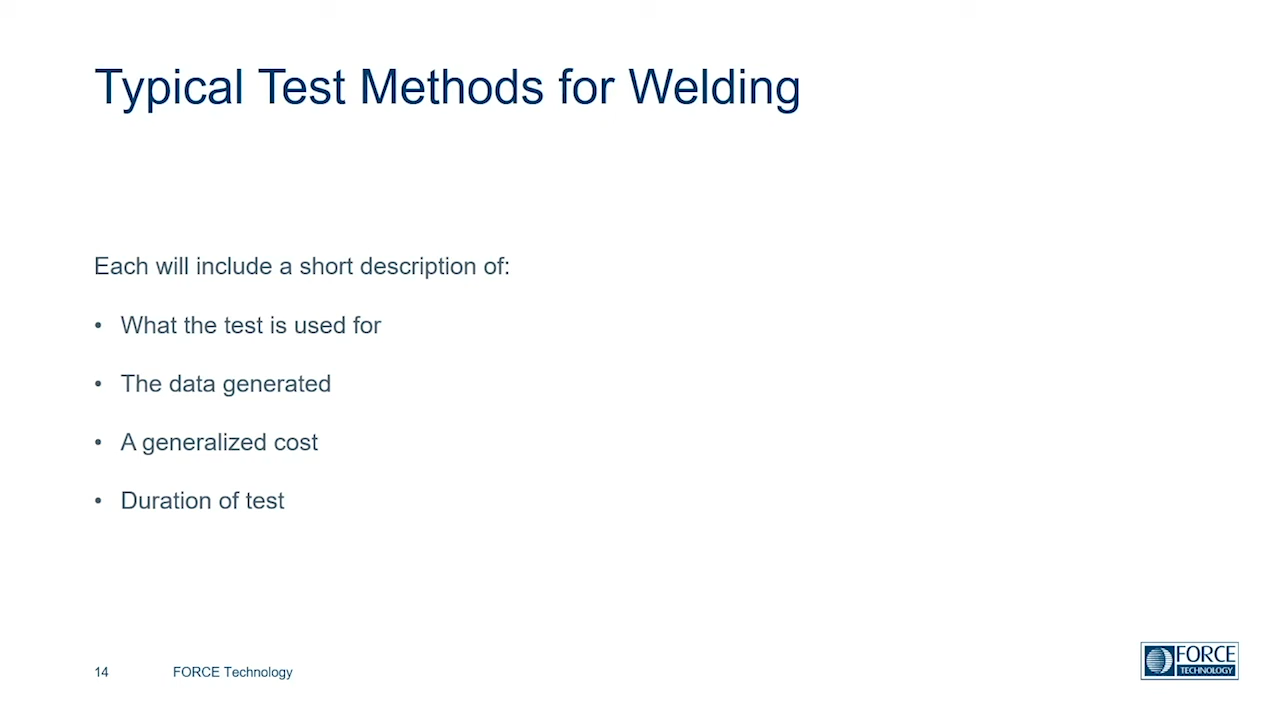 Typical Test Methods for Welding
Each will include a short description of:
• What the test is used for
• The data generated
• A generalized cost
• Duration of test
14 FORCE Technology
FORCE
TECHNOLOGY